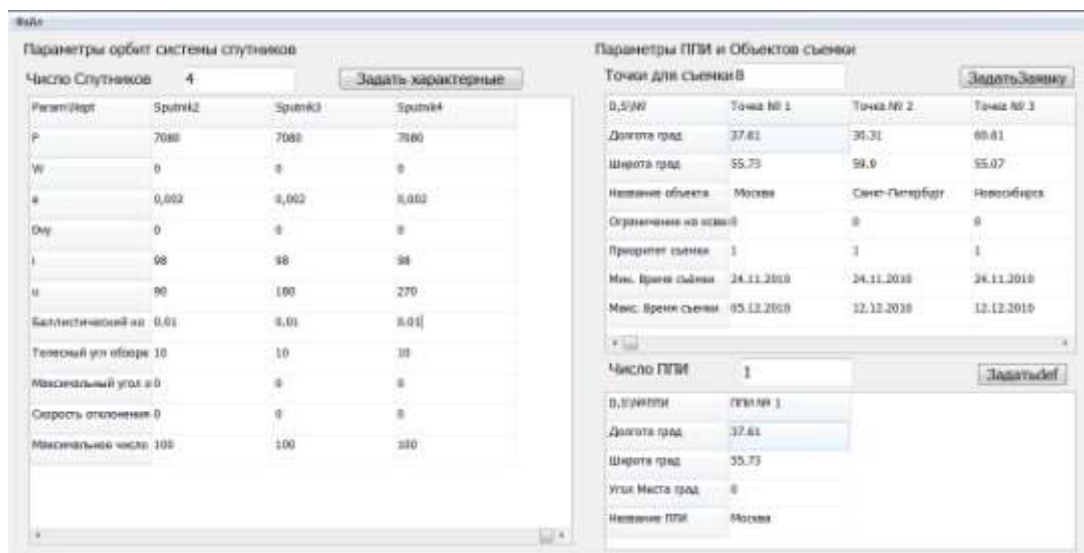 Файл
Параметры орбит системы спутников
Число Спутников 4 Задать характерные
Sputnik2 Sputnik3 Sputnik4
P 7080 7080 7080
W 0 0 0
e 0,002 0,002 0,002
0 0 0
i 98 98 98
u 90 180 270
Баллистический 0.01 0.01 0.01
Телесный угл обзора 10 10 10
Максимальный угол 0 0 0
Скорость отклонения 0 0 0
Максимальное число 100 100 100
Параметры ППИ и Объектов съемки
Точки для съемки 8 ЗадатьЗаявку
Точка № 1 Точка № 2 Точка № 3
Долгота град 37.61 30.31
Широта град 55.73 59.9 55.07
Название объекта Москва Санкт-Петербург Новосибирск
Ограничение на 0 0 0
Приоритет съемки 1 1 1
Мин. Время съемки 24.11.2010 24.11.2010 24.11.2010
Макс. Время съемки 05.12.2010 12.12.2010 12.12.2010
Число ППИ 1 Задатьdef
ППИ № 1
Долгота град 37.61
Широта град 55.73
Угол Места град 0
Название ППИ Москва